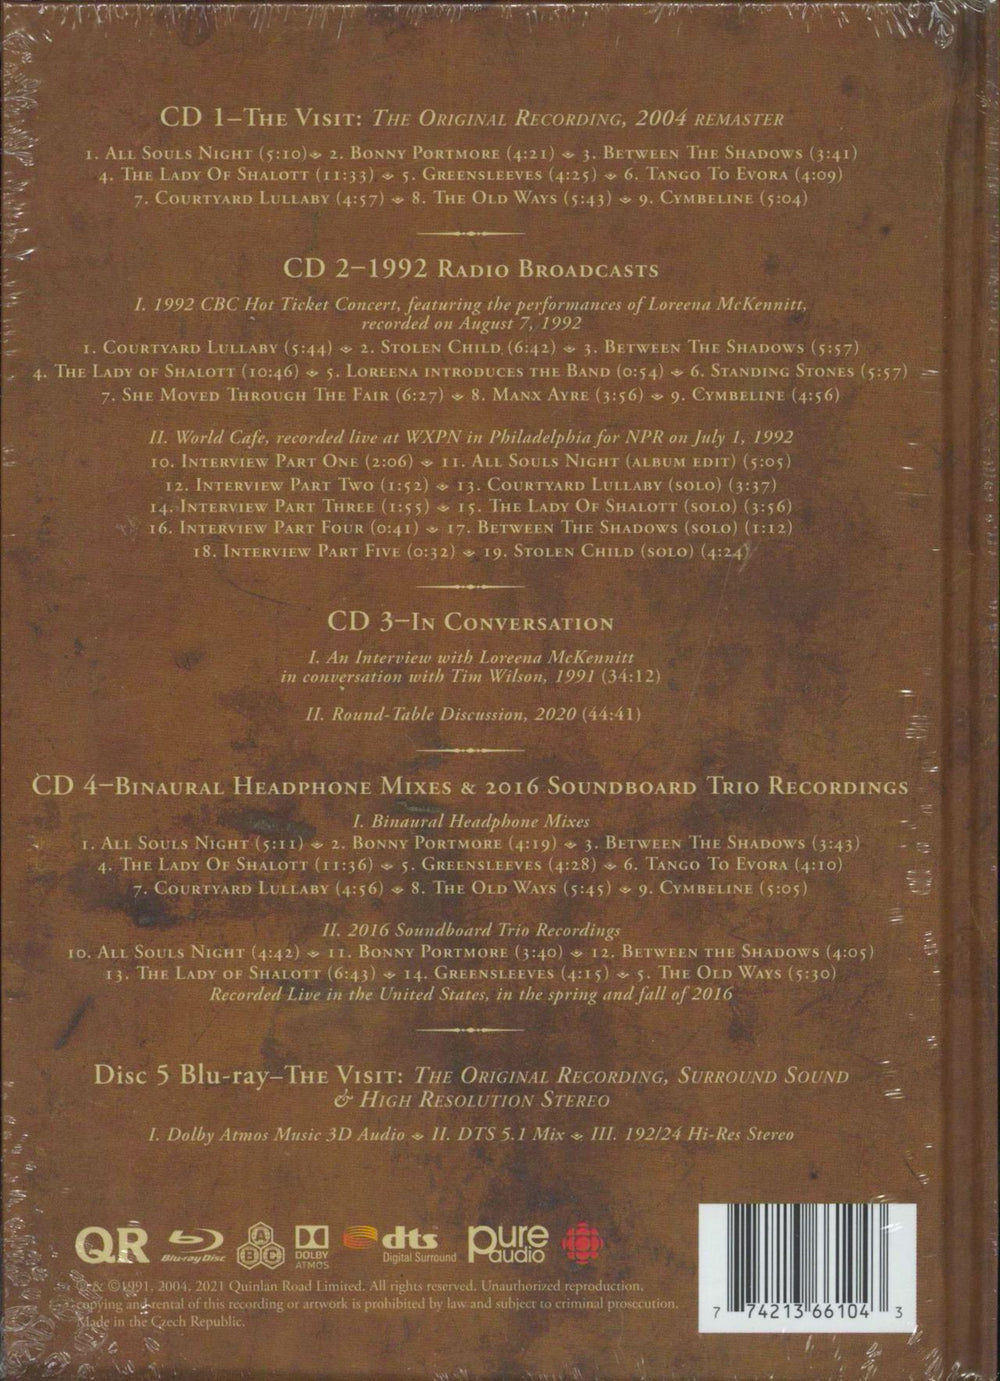 CD 1–The Visit: The Original Recording, 2004 remaster
1. All Souls Night (5:10) 2. Bonny Portmore (4:21) 3. Between The Shadows (3:41)
4. The Lady Of Shalott (11:33) 5. Greensleeves (4:25) 6. Tango To Evora (4:09)
7. Courtyard Lullaby (4:57) 8. The Old Ways (5:43) 9. Cymbeline (5:04)
CD 2–1992 Radio Broadcasts
I. 1992 CBC Hot Ticket Concert, featuring the performances of Loreena McKennitt,
recorded on August 7, 1992
1. Courtyard Lullaby (5:44) 2. Stolen Child (6:42) 3. Between The Shadows (5:57)
4. The Lady of Shalott (10:46) 5. Loreena introduces the Band (0:54) 6. Standing Stones (5:57)
7. She Moved Through The Fair (6:27) 8. Manx Ayre (3:56) 9. Cymbeline (4:56)
II. World Cafe, recorded live at WXPN in Philadelphia for NPR on July 1, 1992
10. Interview Part One (2:06) 11. All Souls Night (album edit) (5:05)
12. Interview Part Two (1:52) 13. Courtyard Lullaby (solo) (3:37)
14. Interview Part Three (1:55) 15. The Lady Of Shalott (solo) (3:56)
16. Interview Part Four (0:41) 17. Between The Shadows (solo) (1:12)
18. Interview Part Five (0:32) 19. Stolen Child (solo) (4:24)
CD 3–In Conversation
I. An Interview with Loreena McKennitt
in conversation with Tim Wilson, 1991 (34:12)
II. Round-Table Discussion, 2020 (44:41)
CD 4–Binaural Headphone Mixes & 2016 Soundboard Trio Recordings
I. Binaural Headphone Mixes
1. All Souls Night (5:11) 2. Bonny Portmore (4:19) 3. Between The Shadows (3:43)
4. The Lady Of Shalott (11:36) 5. Greensleeves (4:28) 6. Tango To Evora (4:10)
7. Courtyard Lullaby (4:56) 8. The Old Ways (5:45) 9. Cymbeline (5:05)
II. 2016 Soundboard Trio Recordings
10. All Souls Night (4:42) 11. Bonny Portmore (3:40) 12. Between the Shadows (4:05)
13. The Lady of Shalott (6:43) 14. Greensleeves (4:15) 5. The Old Ways (5:30)
Recorded Live in the United States, in the spring and fall of 2016
Disc 5 Blu-ray–The Visit: The Original Recording, Surround Sound
& High Resolution Stereo
I. Dolby Atmos Music 3D Audio II. DTS 5.1 Mix III. 192/24 Hi-Res Stereo
QR Blu-ray Disc ABC DOLBY ATMOS dts Digital Surround pure audio
& ©1991, 2004, 2021 Quinlan Road Limited. All rights reserved. Unauthorized reproduction,
copying and rental of this recording or artwork is prohibited by law and subject to criminal prosecution.
Made in the Czech Republic.
7 74213 66104 3